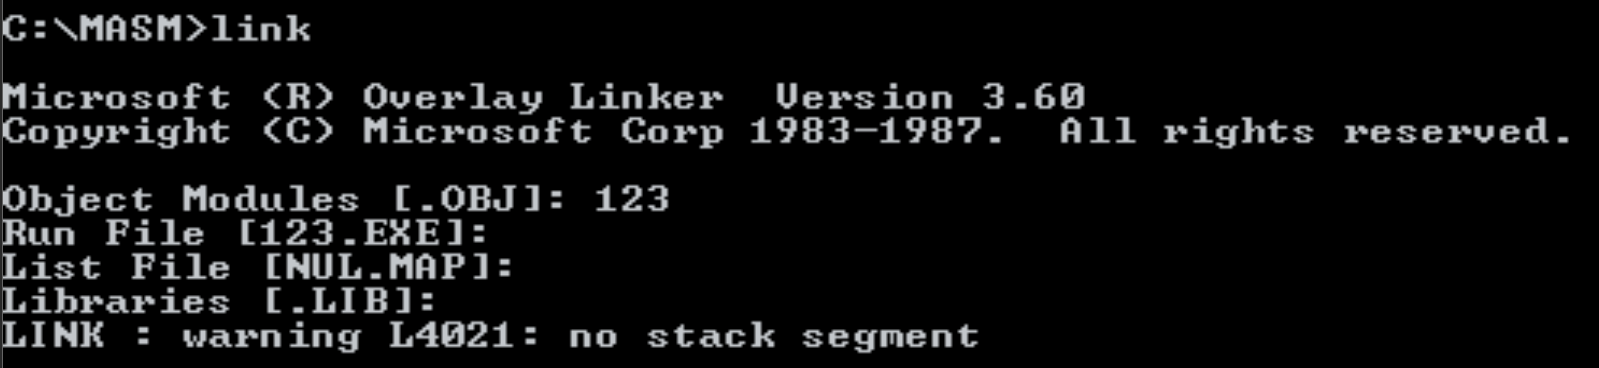 C:\MASM>link
Microsoft (R) Overlay Linker  Version 3.60
Copyright (C) Microsoft Corp 1983-1987.  All rights reserved.
Object Modules [.OBJ]: 123
Run File [123.EXE]:
List File [NUL.MAP]:
Libraries [.LIB]:
LINK : warning L4021: no stack segment